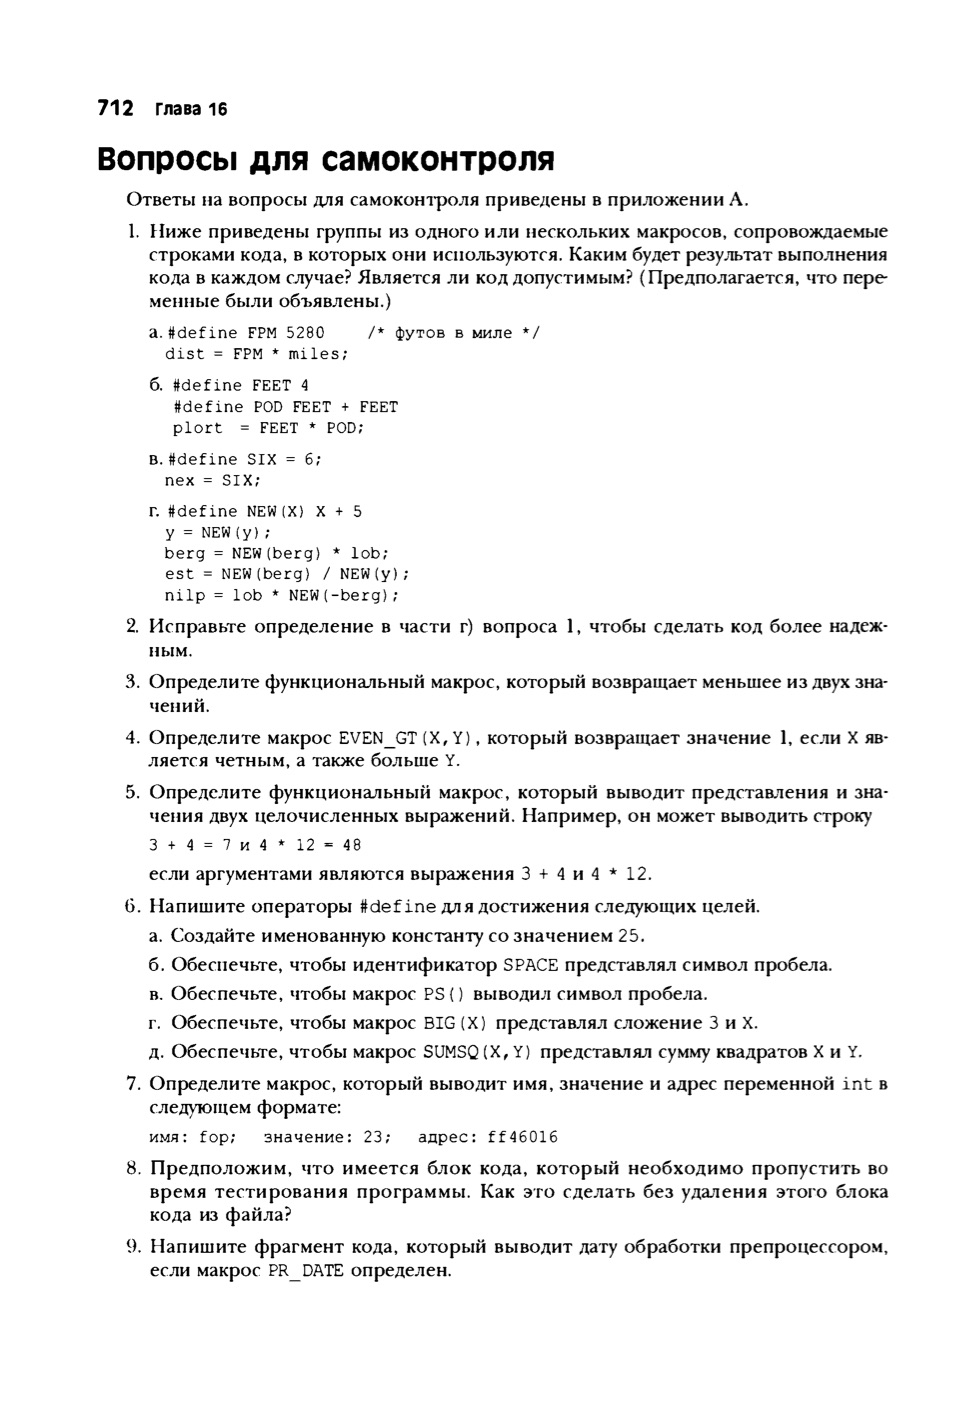 712 Глава 16
Вопросы для самоконтроля
Ответы на вопросы для самоконтроля приведены в приложении А.
1. Ниже приведены группы из одного или нескольких макросов, сопровождаемые
строками кода, в которых они используются. Каким будет результат выполнения
кода в каждом случае? Является ли код допустимым? (Предполагается, что пере-
менные были объявлены.)
а. #define FPM 5280 /* футов в миле */
dist = FPM * miles;
б. #define FEET 4
#define POD FEET + FEET
plort = FEET * POD;
в. #define SIX = 6;
nex = SIX;
г. #define NEW(X) X + 5
y = NEW(y);
berg = NEW(berg) * lob;
est = NEW(berg) / NEW(y);
nilp = lob * NEW(-berg);
2. Исправьте определение в части г) вопроса 1, чтобы сделать код более надеж-
ным.
3. Определите функциональный макрос, который возвращает меньшее из двух зна-
чений.
4. Определите макрос EVEN_GT(X,Y), который возвращает значение 1, если X яв-
ляется четным, а также больше Y.
5. Определите функциональный макрос, который выводит представления и зна-
чения двух целочисленных выражений. Например, он может выводить строку
3 + 4 = 7 и 4 * 12 = 48
если аргументами являются выражения 3 + 4 и 4 * 12.
6. Напишите операторы #define для достижения следующих целей.
а. Создайте именованную константу со значением 25.
б. Обеспечьте, чтобы идентификатор SPACE представлял символ пробела.
в. Обеспечьте, чтобы макрос PS() выводил символ пробела.
г. Обеспечьте, чтобы макрос BIG(X) представлял сложение 3 и X.
д. Обеспечьте, чтобы макрос SUMSQ(X,Y) представлял сумму квадратов X и Y.
7. Определите макрос, который выводит имя, значение и адрес переменной int в
следующем формате:
имя: fop; значение: 23; адрес: ff46016
8. Предположим, что имеется блок кода, который необходимо пропустить во
время тестирования программы. Как это сделать без удаления этого блока
кода из файла?
9. Напишите фрагмент кода, который выводит дату обработки препроцессором,
если макрос PR_DATE определен.